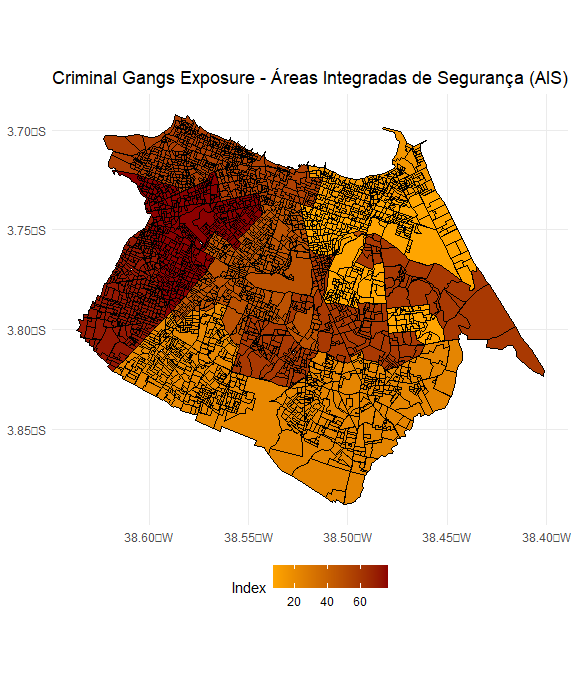 Criminal Gangs Exposure - Áreas Integradas de Segurança (AIS)
3.70□S
3.75□S
3.80□S
3.85□S
38.60□W 38.55□W 38.50□W 38.45□W 38.40□W
Index
20 40 60